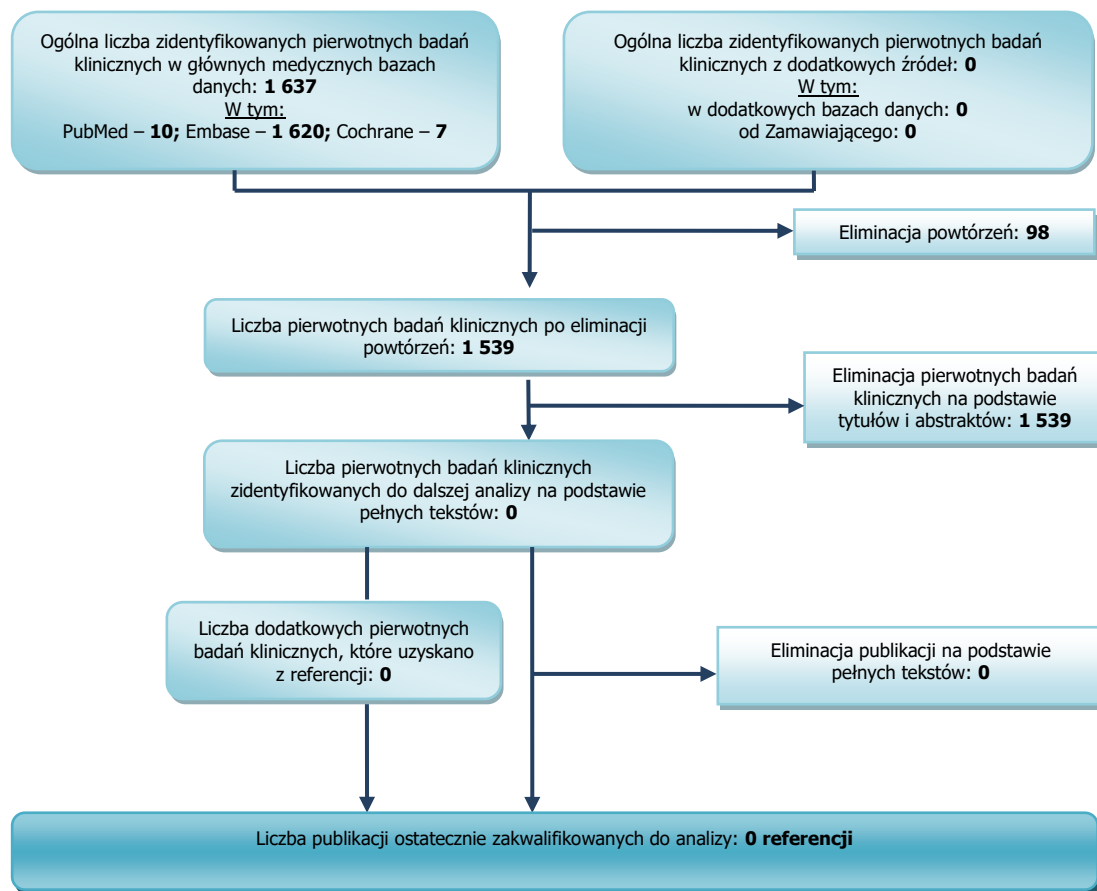 Ogólna liczba zidentyfikowanych pierwotnych badań
klinicznych w głównych medycznych bazach
danych: 1 637
W tym:
PubMed – 10; Embase – 1 620; Cochrane – 7
Ogólna liczba zidentyfikowanych pierwotnych badań
klinicznych z dodatkowych źródeł: 0
W tym:
w dodatkowych bazach danych: 0
od Zamawiającego: 0
Eliminacja powtórzeń: 98
Liczba pierwotnych badań klinicznych po eliminacji
powtórzeń: 1 539
Eliminacja pierwotnych badań
klinicznych na podstawie
tytułów i abstraktów: 1 539
Liczba pierwotnych badań klinicznych
zidentyfikowanych do dalszej analizy na podstawie
pełnych tekstów: 0
Liczba dodatkowych pierwotnych
badań klinicznych, które uzyskano
z referencji: 0
Eliminacja publikacji na podstawie
pełnych tekstów: 0
Liczba publikacji ostatecznie zakwalifikowanych do analizy: 0 referencji